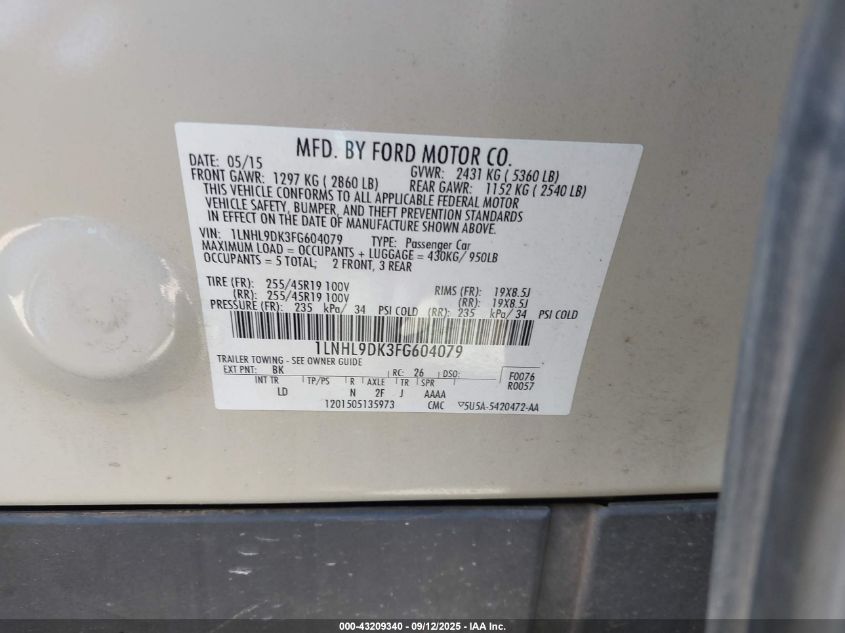 MFD. BY FORD MOTOR CO.
DATE: 05/15 GVWR: 2431 KG ( 5360 LB)
FRONT GAWR: 1297 KG ( 2860 LB) REAR GAWR: 1152 KG ( 2540 LB)
THIS VEHICLE CONFORMS TO ALL APPLICABLE FEDERAL MOTOR
VEHICLE SAFETY, BUMPER, AND THEFT PREVENTION STANDARDS
IN EFFECT ON THE DATE OF MANUFACTURE SHOWN ABOVE.
VIN: 1LNHL9DK3FG604079 TYPE: Passenger Car
MAXIMUM LOAD = OCCUPANTS + LUGGAGE = 430KG/ 950LB
OCCUPANTS = 5 TOTAL; 2 FRONT, 3 REAR
TIRE (FR): 255/45R19 100V RIMS (FR): 19X8.5J
(RR): 255/45R19 100V (RR): 19X8.5J
PRESSURE (FR): 235 kPa/ 34 PSI COLD (RR): 235 kPa/ 34 PSI COLD
1LNHL9DK3FG604079
TRAILER TOWING - SEE OWNER GUIDE
EXT PNT: BK RC: 26 DSO: F0076
INT TR TP/PS R AXLE TR SPR R0057
LD N 2F J AAAA
1201505135973 CMC ▽5U5A-5420472-AA
000-43209340 - 09/12/2025 - IAA Inc.